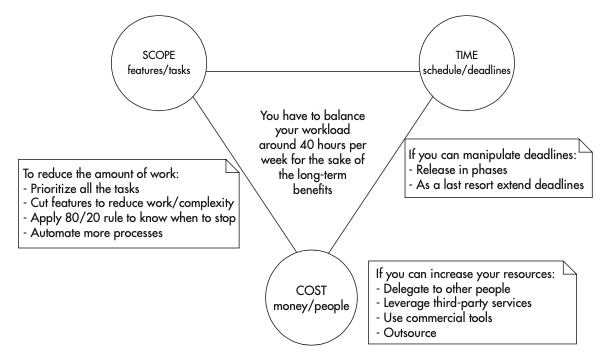 SCOPE
features/tasks
TIME
schedule/deadlines
You have to balance
your workload
around 40 hours per
week for the sake of
the long-term
benefits
If you can manipulate deadlines:
- Release in phases
- As a last resort extend deadlines
To reduce the amount of work:
- Prioritize all the tasks
- Cut features to reduce work/complexity
- Apply 80/20 rule to know when to stop
- Automate more processes
COST
money/people
If you can increase your resources:
- Delegate to other people
- Leverage third-party services
- Use commercial tools
- Outsource